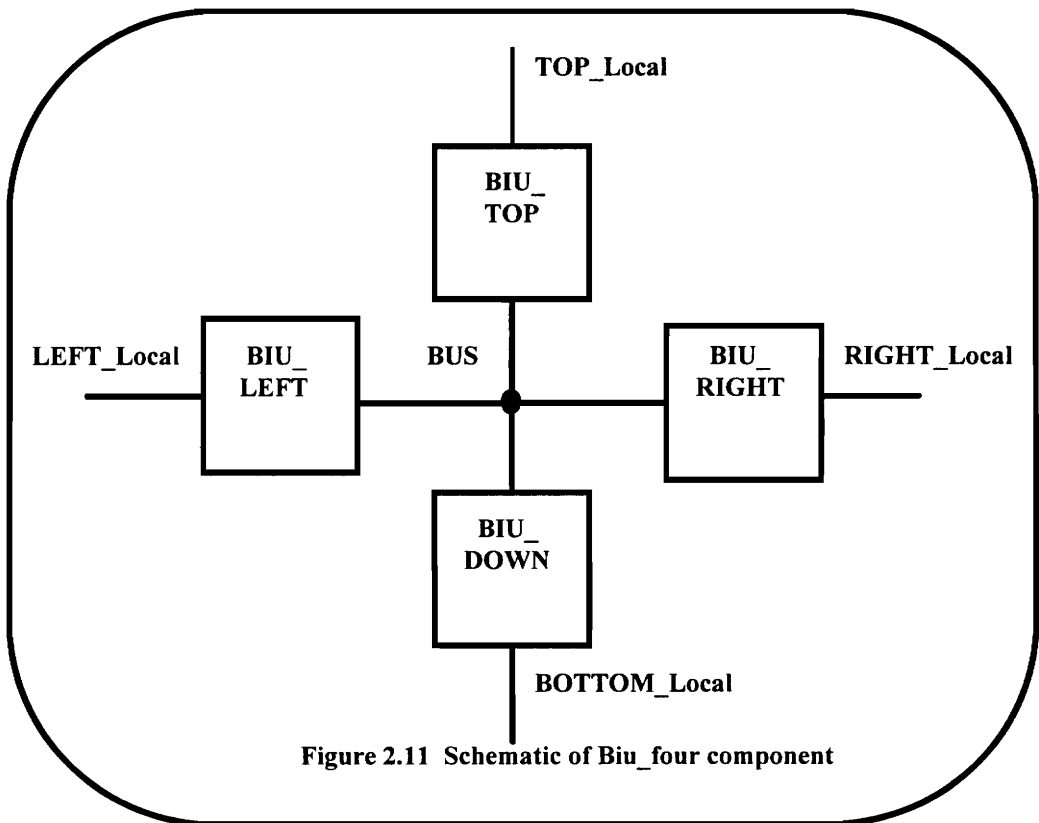 TOP_Local
BIU_
TOP
LEFT_Local
BIU_
LEFT
BUS
BIU_
RIGHT
RIGHT_Local
BIU_
DOWN
BOTTOM_Local
Figure 2.11 Schematic of Biu_four component